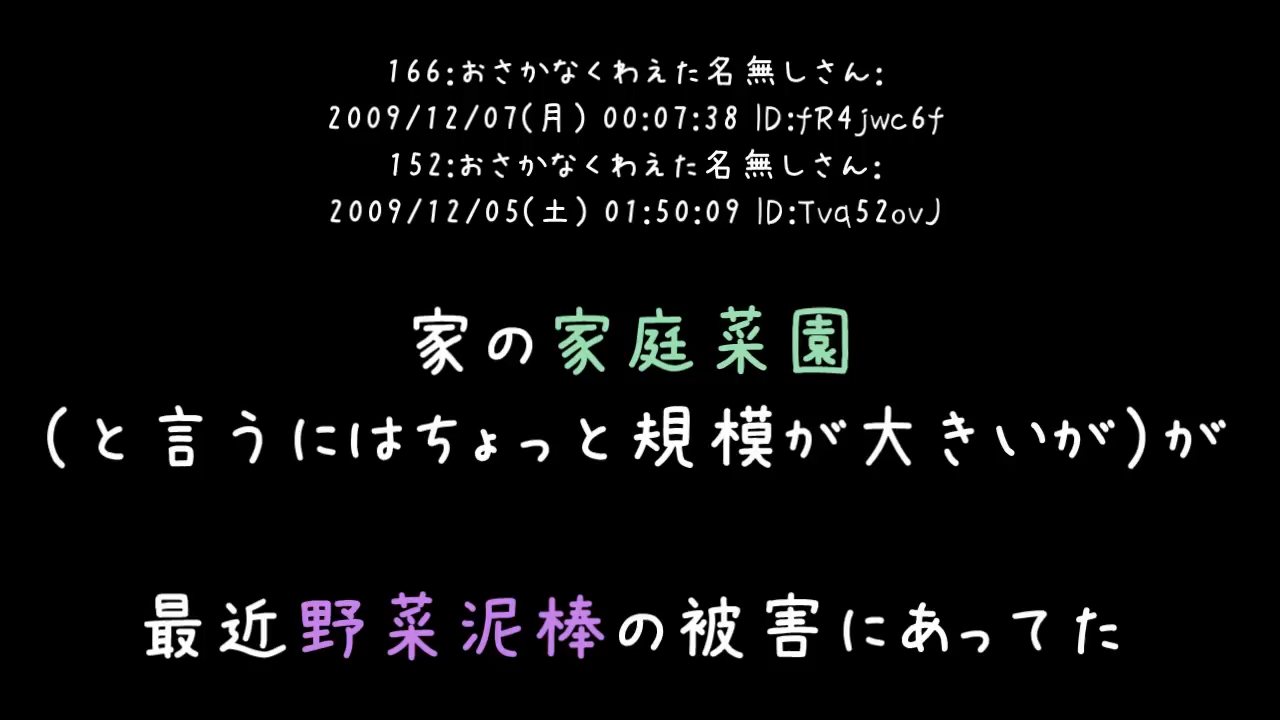 166:おさかなくわえた名無しさん:
2009/12/07(月) 00:07:38 ID:fR4jwc6f
152:おさかなくわえた名無しさん:
2009/12/05(土) 01:50:09 ID:Tvq52ovJ
家の家庭菜園
(と言うにはちょっと規模が大きいが)が
最近野菜泥棒の被害にあってた